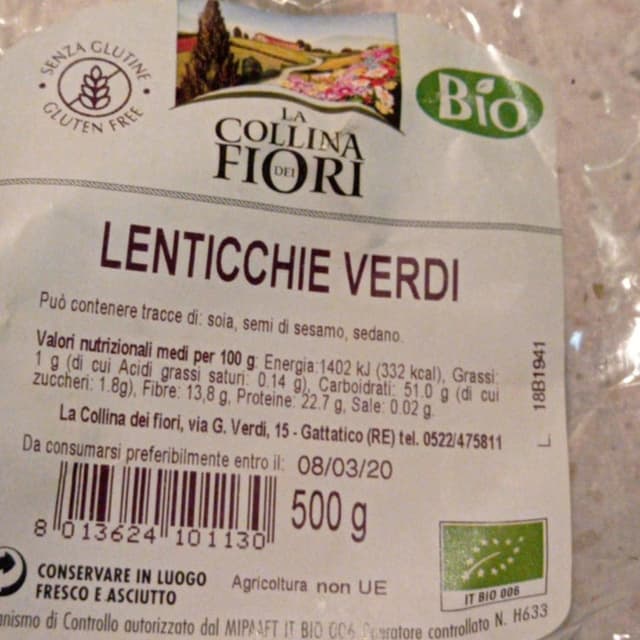 SENZA GLUTINE
GLUTEN FREE
LA
COLLINA
DEI
FIORI
Bio
LENTICCHIE VERDI
Può contenere tracce di: soia, semi di sesamo, sedano.
Valori nutrizionali medi per 100 g: Energia:1402 kJ (332 kcal), Grassi:
1 g (di cui Acidi grassi saturi: 0.14 g), Carboidrati: 51.0 g (di cui
zuccheri: 1.8g), Fibre: 13,8 g, Proteine: 22.7 g, Sale: 0.02 g.
La Collina dei fiori, via G. Verdi, 15 - Gattatico (RE) tel. 0522/475811
L. 18B1941
Da consumarsi preferibilmente entro il: 08/03/20
500 g
8 013624 101130
CONSERVARE IN LUOGO
FRESCO E ASCIUTTO
Agricoltura non UE
IT BIO 006
anismo di Controllo autorizzato dal MIPAAFT IT BIO 006 Operatore controllato N. H633